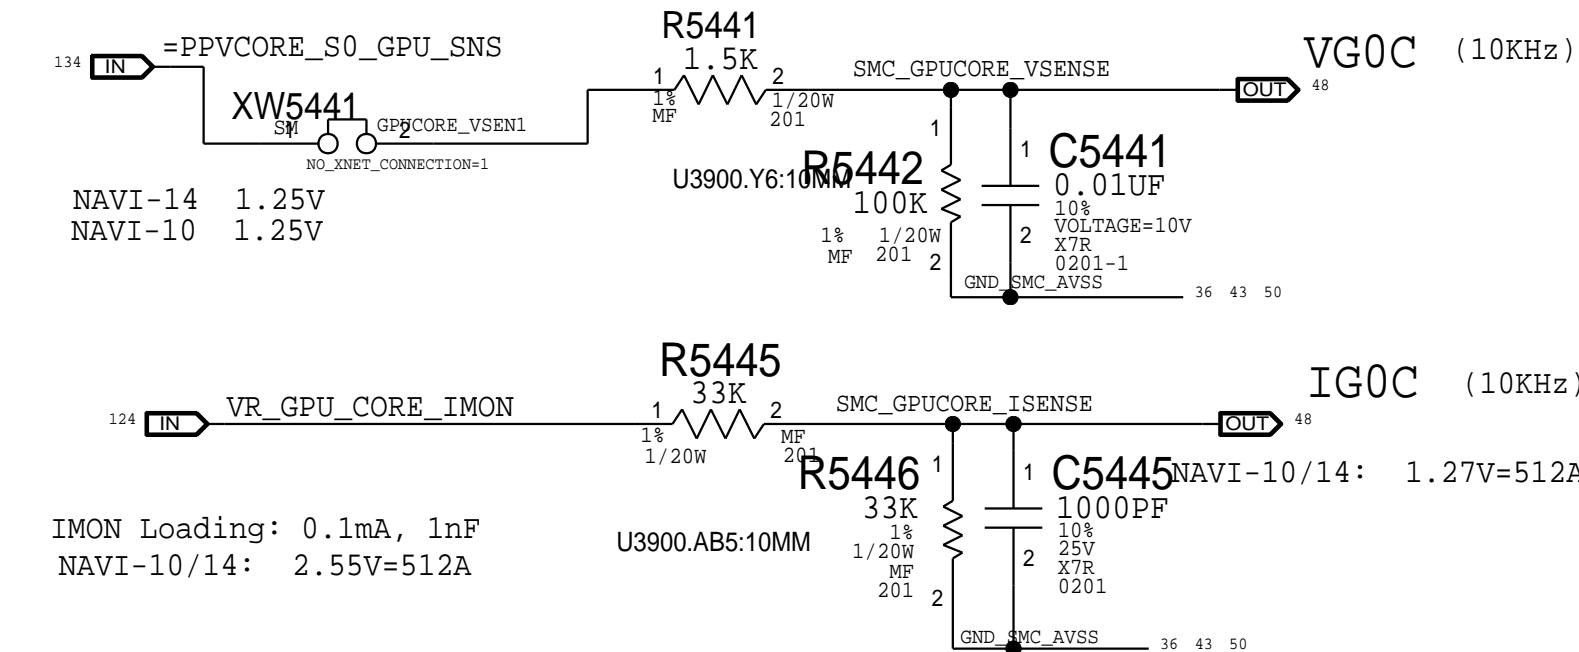 R5441
=PPVCORE_S0_GPU_SNS
1.5K
VG0C (10KHz)
134 IN
1 2
SMC_GPUCORE_VSENSE
OUT 48
1%
MF
1/20W
201
XW5441
SM
1 2
GPUCORE_VSEN1
NO_XNET_CONNECTION=1
1
1
C5441
R5442
U3900.Y6:10MM
0.01UF
100K
10%
VOLTAGE=10V
X7R
0201-1
1% 1/20W
MF 201
2
2
NAVI-14 1.25V
NAVI-10 1.25V
GND_SMC_AVSS
36 43 50
R5445
33K
IGOC (10KHz)
124 IN
VR_GPU_CORE_IMON
1 2
SMC_GPUCORE_ISENSE
OUT 48
1%
1/20W
MF
201
R5446
1
1
C5445
NAVI-10/14: 1.27V=512A
33K
1000PF
1%
1/20W
MF
201
10%
25V
X7R
0201
U3900.AB5:10MM
2
2
IMON Loading: 0.1mA, 1nF
NAVI-10/14: 2.55V=512A
GND_SMC_AVSS
36 43 50